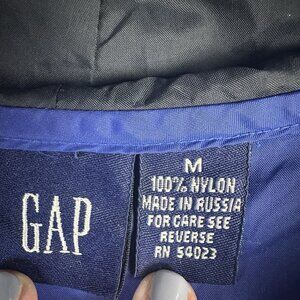 GAP
M
100% NYLON
MADE IN RUSSIA
FOR CARE SEE
REVERSE
RN 54023